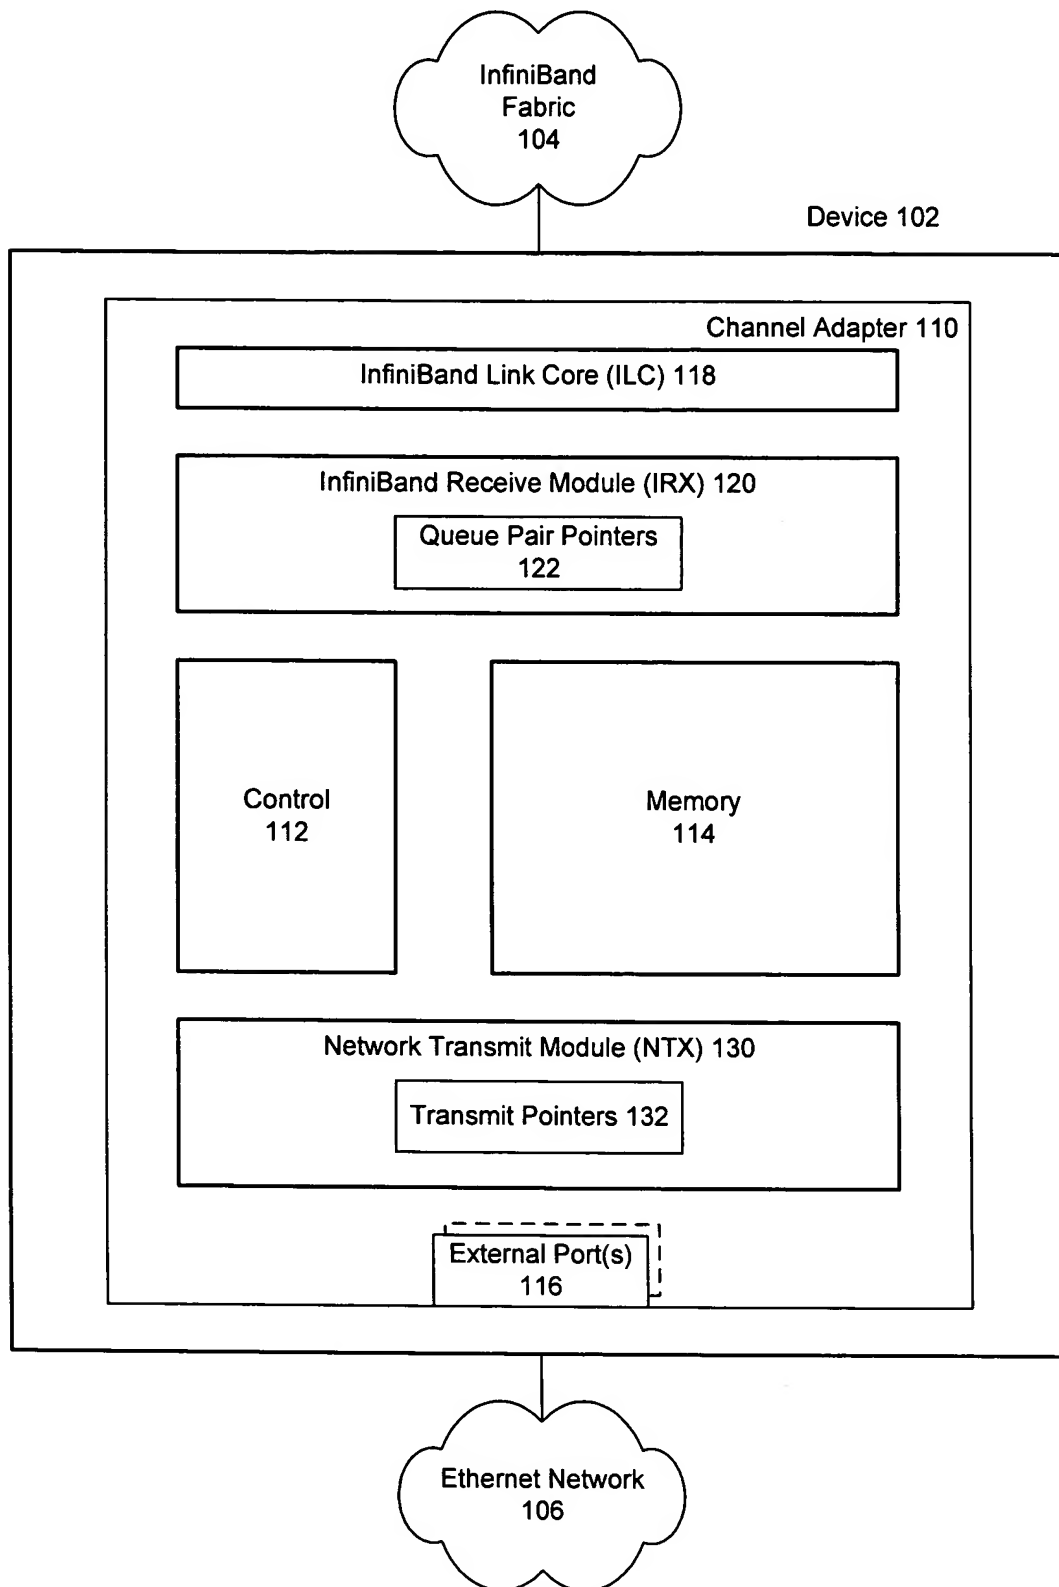 InfiniBand
Fabric
104
Device 102
Channel Adapter 110
InfiniBand Link Core (ILC) 118
InfiniBand Receive Module (IRX) 120
Queue Pair Pointers
122
Control
112
Memory
114
Network Transmit Module (NTX) 130
Transmit Pointers 132
External Port(s)
116
Ethernet Network
106